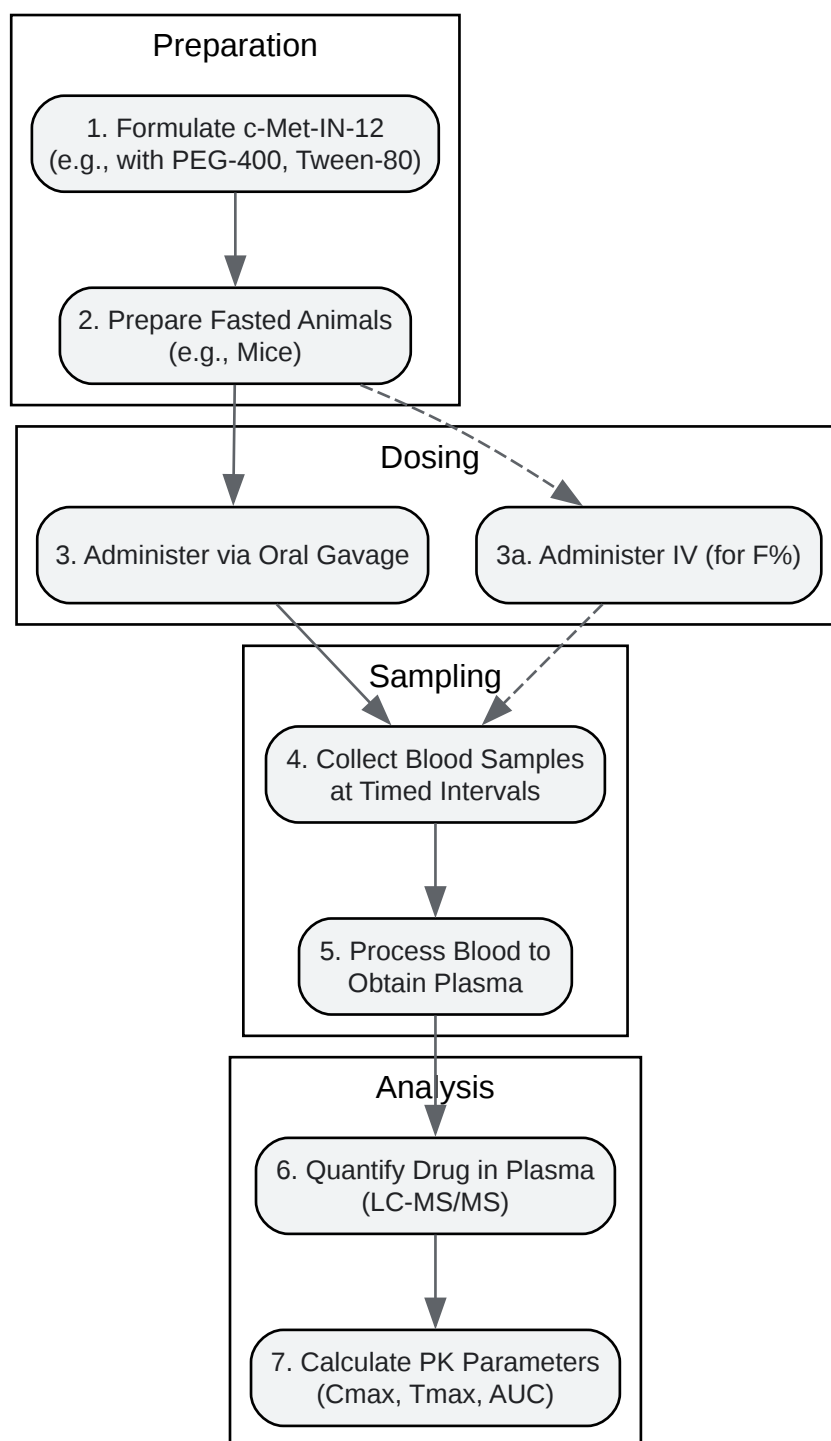 Preparation
1. Formulate c-Met-IN-12
(e.g., with PEG-400, Tween-80)
2. Prepare Fasted Animals
(e.g., Mice)
Dosing
3. Administer via Oral Gavage
3a. Administer IV (for F%)
Sampling
4. Collect Blood Samples
at Timed Intervals
5. Process Blood to
Obtain Plasma
Analysis
6. Quantify Drug in Plasma
(LC-MS/MS)
7. Calculate PK Parameters
(Cmax, Tmax, AUC)